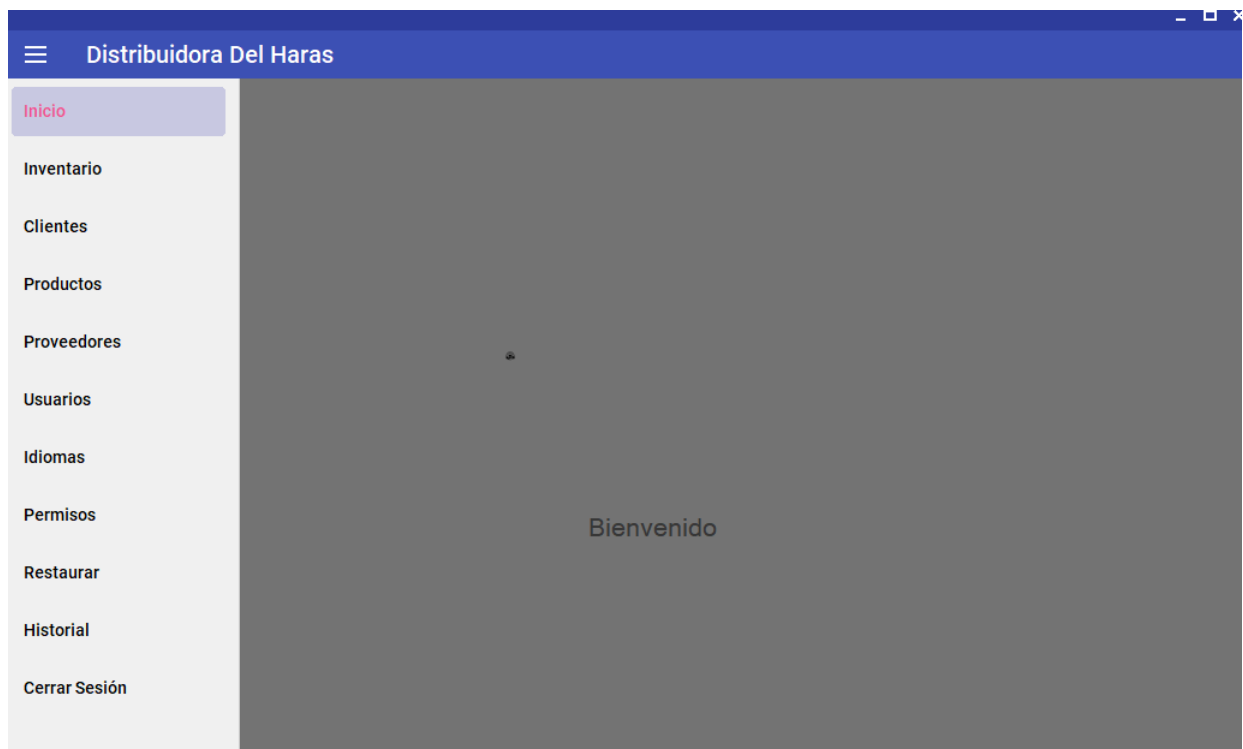 Distribuidora Del Haras
Inicio
Inventario
Clientes
Productos
Proveedores
Usuarios
Idiomas
Permisos
Restaurar
Historial
Cerrar Sesión
Bienvenido